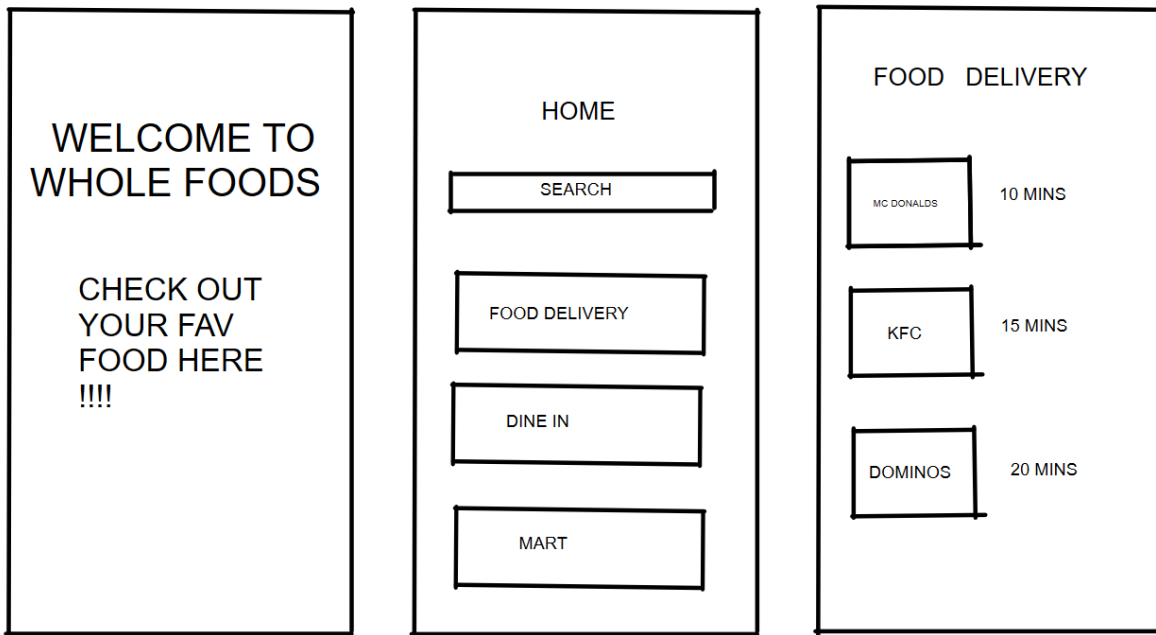 WELCOME TO
WHOLE FOODS
CHECK OUT
YOUR FAV
FOOD HERE
!!!!
HOME
SEARCH
FOOD DELIVERY
DINE IN
MART
FOOD DELIVERY
MC DONALDS 10 MINS
KFC 15 MINS
DOMINOS 20 MINS